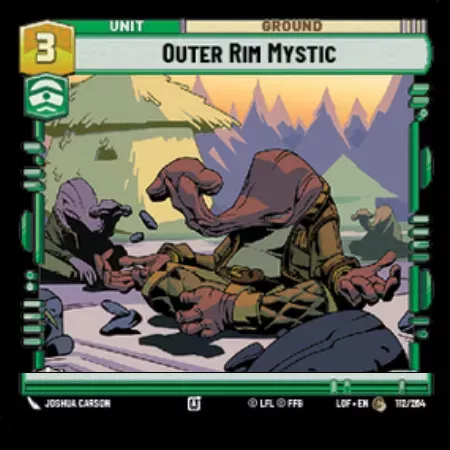 UNIT GROUND
3 OUTER RIM MYSTIC
JOSHUA CARSON © LFL © FFG LOF • EN 112/264